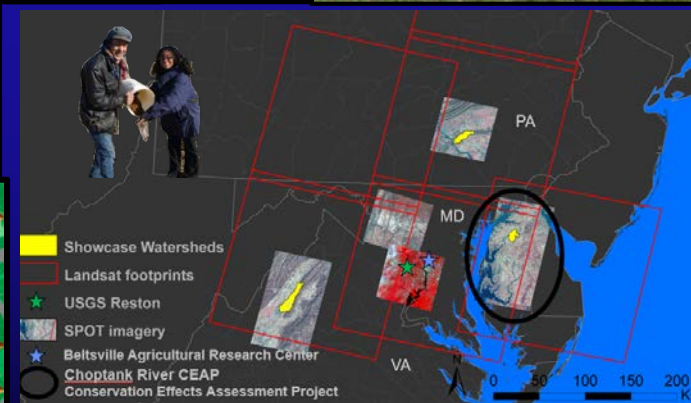 PA
MD
VA
N
Showcase Watersheds
Landsat footprints
USGS Reston
SPOT imagery
Beltsville Agricultural Research Center
Choptank River CEAP
Conservation Effects Assessment Project
0 50 100 150 200
K